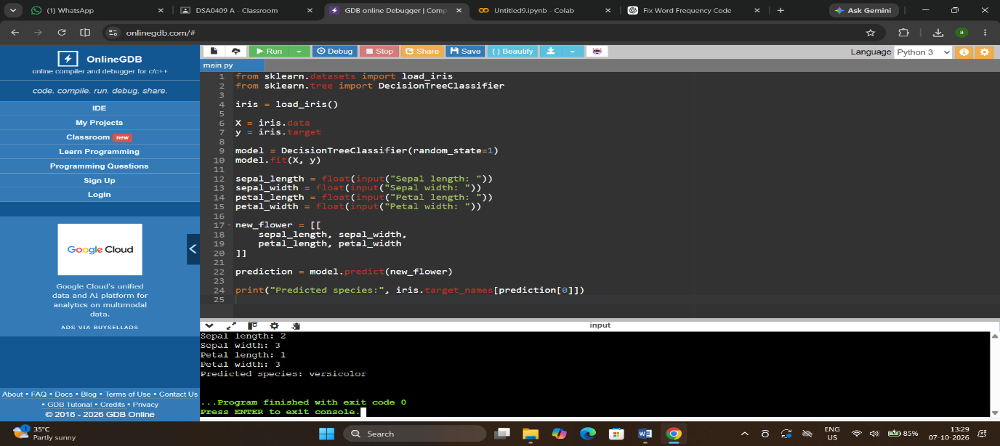 (1) WhatsApp
DSA0409 A - Classroom
GDB online Debugger | Comp
Untitled9.ipynb - Colab
Fix Word Frequency Code
Ask Gemini
onlinegdb.com/#
a
OnlineGDB
online compiler and debugger for c/c++
code. compile. run. debug. share.
IDE
My Projects
Classroom new
Learn Programming
Programming Questions
Sign Up
Login
Google Cloud
Google Cloud's unified
data and AI platform for
analytics on multimodal
data.
ADS VIA BUYSELLADS
About • FAQ • Docs • Blog • Terms of Use • Contact Us
• GDB Tutorial • Credits • Privacy
© 2016 - 2026 GDB Online
Run Debug Stop Share Save {} Beautify
Language Python 3
main.py
1 from sklearn.datasets import load_iris
2 from sklearn.tree import DecisionTreeClassifier
3
4 iris = load_iris()
5
6 X = iris.data
7 y = iris.target
8
9 model = DecisionTreeClassifier(random_state=1)
10 model.fit(X, y)
11
12 sepal_length = float(input("Sepal length: "))
13 sepal_width = float(input("Sepal width: "))
14 petal_length = float(input("Petal length: "))
15 petal_width = float(input("Petal width: "))
16
17 new_flower = [[
18     sepal_length, sepal_width,
19     petal_length, petal_width
20 ]]
21
22 prediction = model.predict(new_flower)
23
24 print("Predicted species:", iris.target_names[prediction[0]])
25
input
Sepal length: 2
Sepal width: 3
Petal length: 1
Petal width: 3
Predicted species: versicolor
...Program finished with exit code 0
Press ENTER to exit console.
1
35°C
Partly sunny
Search
ENG
US
85%
13:29
07-10-2026